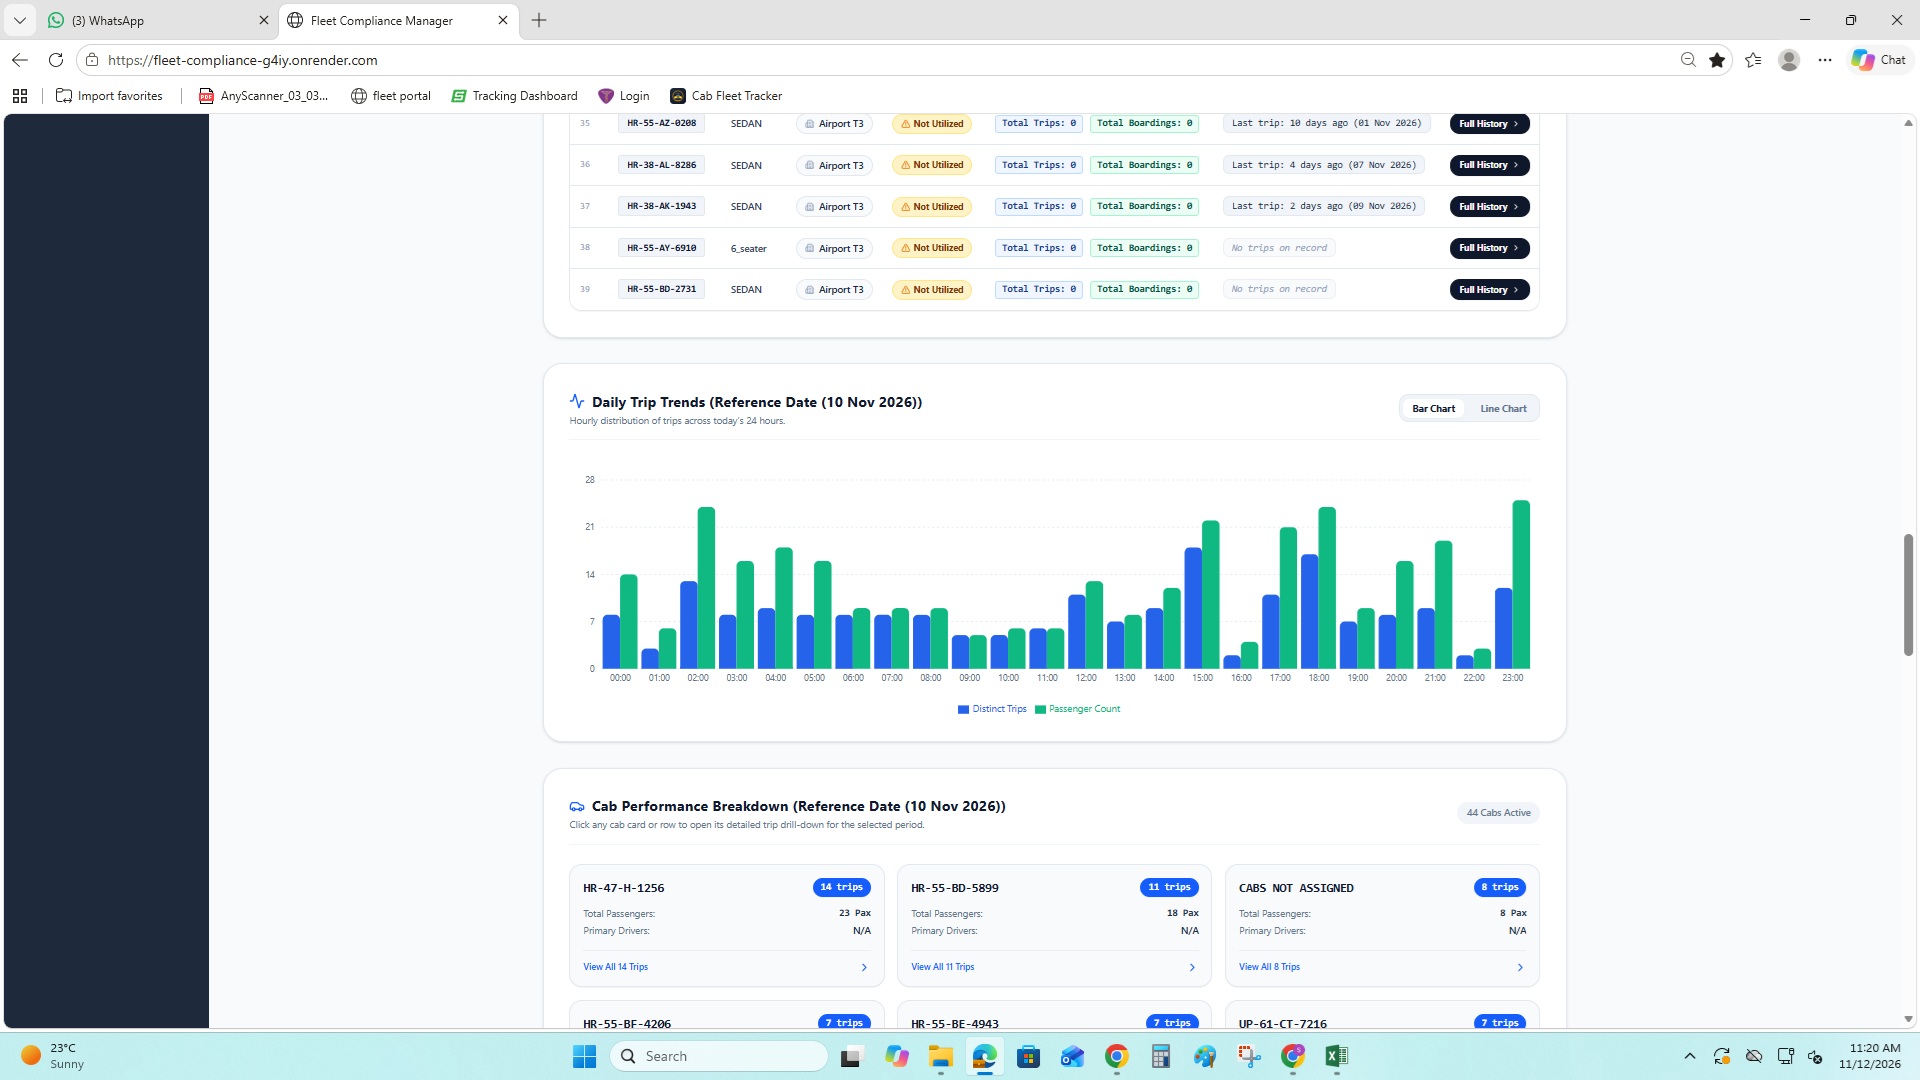 (3) WhatsApp
Fleet Compliance Manager
https://fleet-compliance-g4iy.onrender.com
Chat
Import favorites
AnyScanner_03_03...
fleet portal
Tracking Dashboard
Login
Cab Fleet Tracker
35 HR-55-AZ-0208 SEDAN Airport T3 Not Utilized Total Trips: 0 Total Boardings: 0 Last trip: 10 days ago (01 Nov 2026) Full History
36 HR-38-AL-8286 SEDAN Airport T3 Not Utilized Total Trips: 0 Total Boardings: 0 Last trip: 4 days ago (07 Nov 2026) Full History
37 HR-38-AK-1943 SEDAN Airport T3 Not Utilized Total Trips: 0 Total Boardings: 0 Last trip: 2 days ago (09 Nov 2026) Full History
38 HR-55-AY-6910 6_seater Airport T3 Not Utilized Total Trips: 0 Total Boardings: 0 No trips on record Full History
39 HR-55-BD-2731 SEDAN Airport T3 Not Utilized Total Trips: 0 Total Boardings: 0 No trips on record Full History
Daily Trip Trends (Reference Date (10 Nov 2026))
Hourly distribution of trips across today's 24 hours.
Bar Chart Line Chart
28
21
14
7
0
00:00 01:00 02:00 03:00 04:00 05:00 06:00 07:00 08:00 09:00 10:00 11:00 12:00 13:00 14:00 15:00 16:00 17:00 18:00 19:00 20:00 21:00 22:00 23:00
Distinct Trips Passenger Count
Cab Performance Breakdown (Reference Date (10 Nov 2026))
Click any cab card or row to open its detailed trip drill-down for the selected period.
44 Cabs Active
HR-47-H-1256 14 trips
Total Passengers: 23 Pax
Primary Drivers: N/A
View All 14 Trips
HR-55-BD-5899 11 trips
Total Passengers: 18 Pax
Primary Drivers: N/A
View All 11 Trips
CABS NOT ASSIGNED 8 trips
Total Passengers: 8 Pax
Primary Drivers: N/A
View All 8 Trips
HR-55-BF-4206 7 trips
HR-55-BE-4943 7 trips
UP-61-CT-7216 7 trips
23°C
Sunny
Search
11:20 AM
11/12/2026